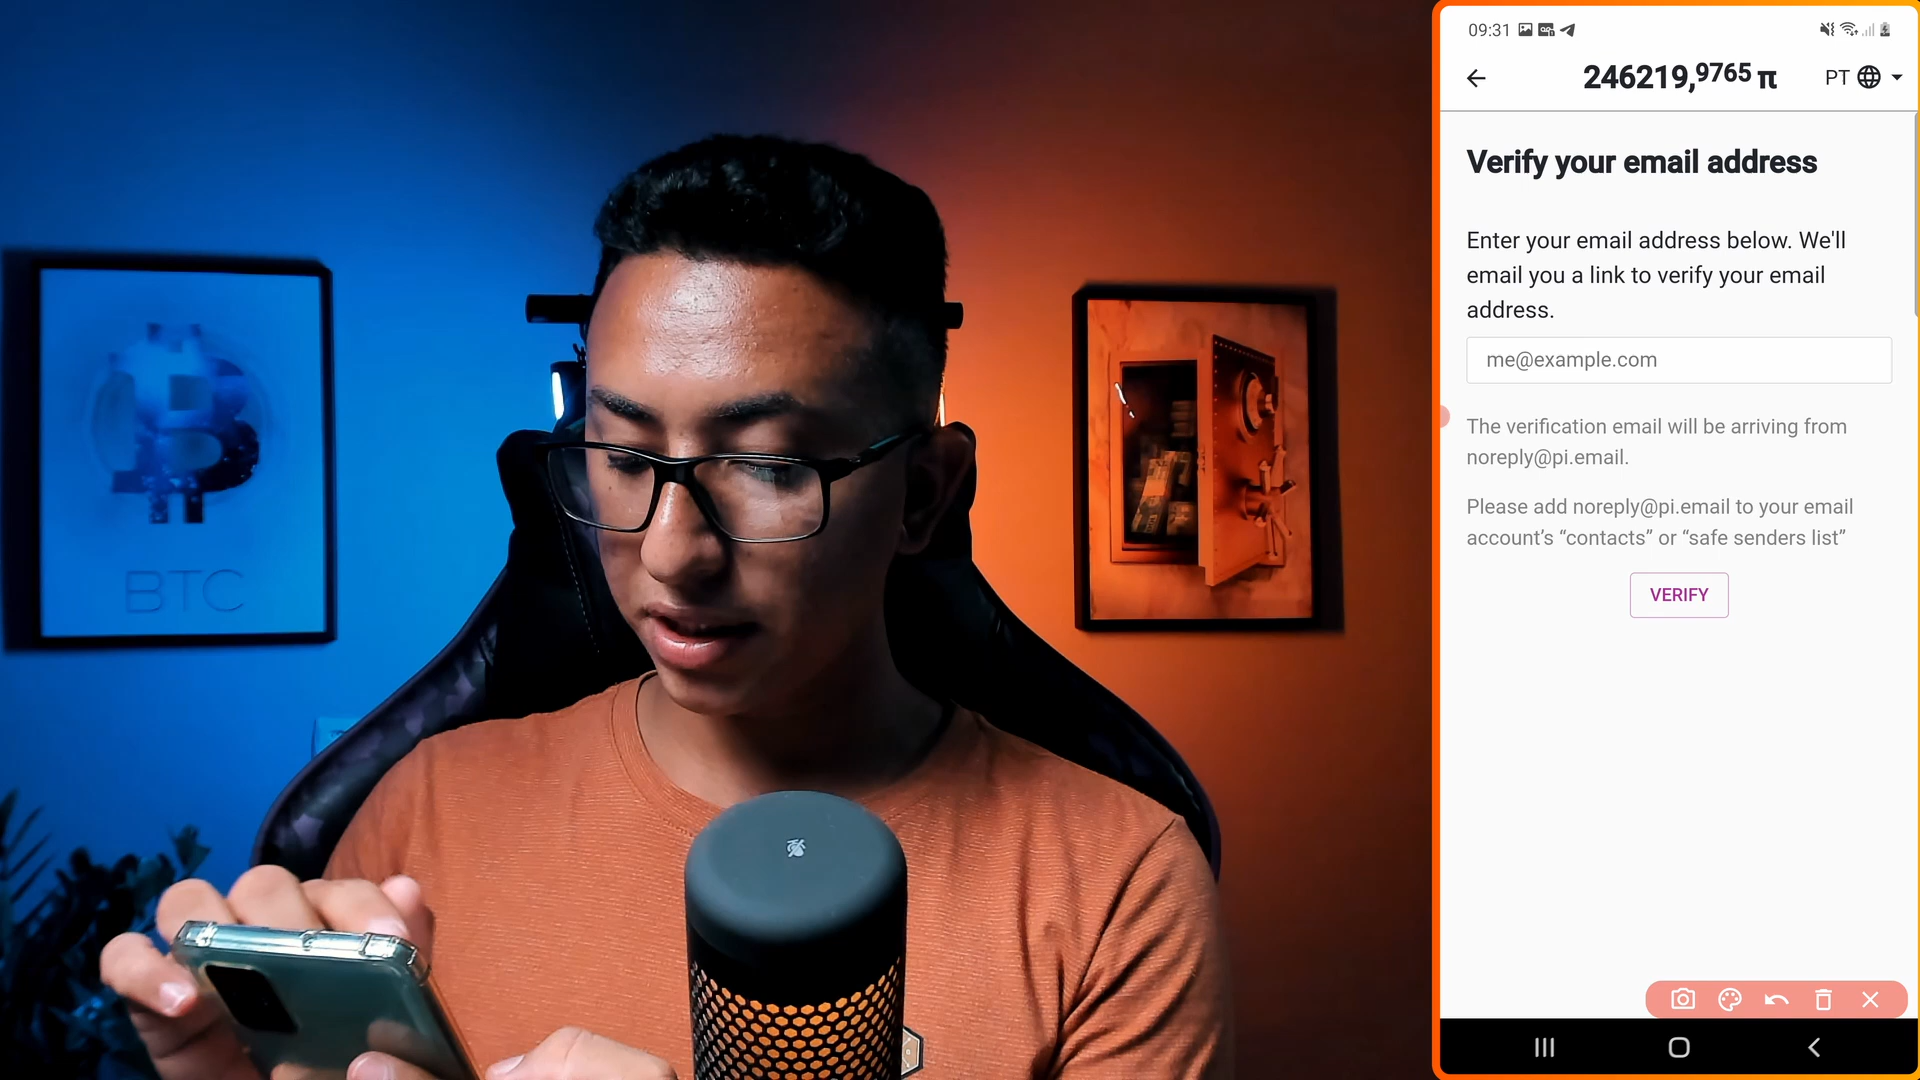 BTC
09:31
246219,9765 π
PT
Verify your email address
Enter your email address below. We'll
email you a link to verify your email
address.
me@example.com
The verification email will be arriving from
noreply@pi.email.
Please add noreply@pi.email to your email
account’s “contacts” or “safe senders list”
VERIFY